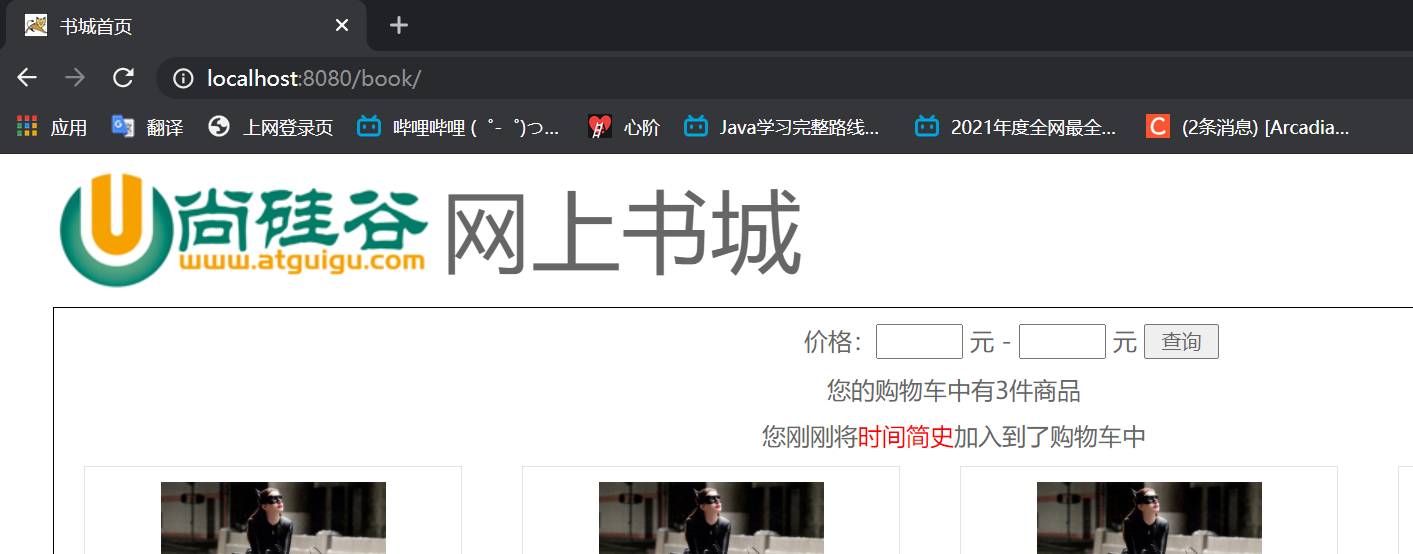 书城首页
localhost:8080/book/
应用 翻译 上网登录页 哔哩哔哩 (゜-゜)つ... 心阶 Java学习完整路线... 2021年度全网最全... (2条消息) [Arcadia...
尚硅谷 网上书城
www.atguigu.com
价格： 元 - 元 查询
您的购物车中有3件商品
您刚刚将时间简史加入到了购物车中